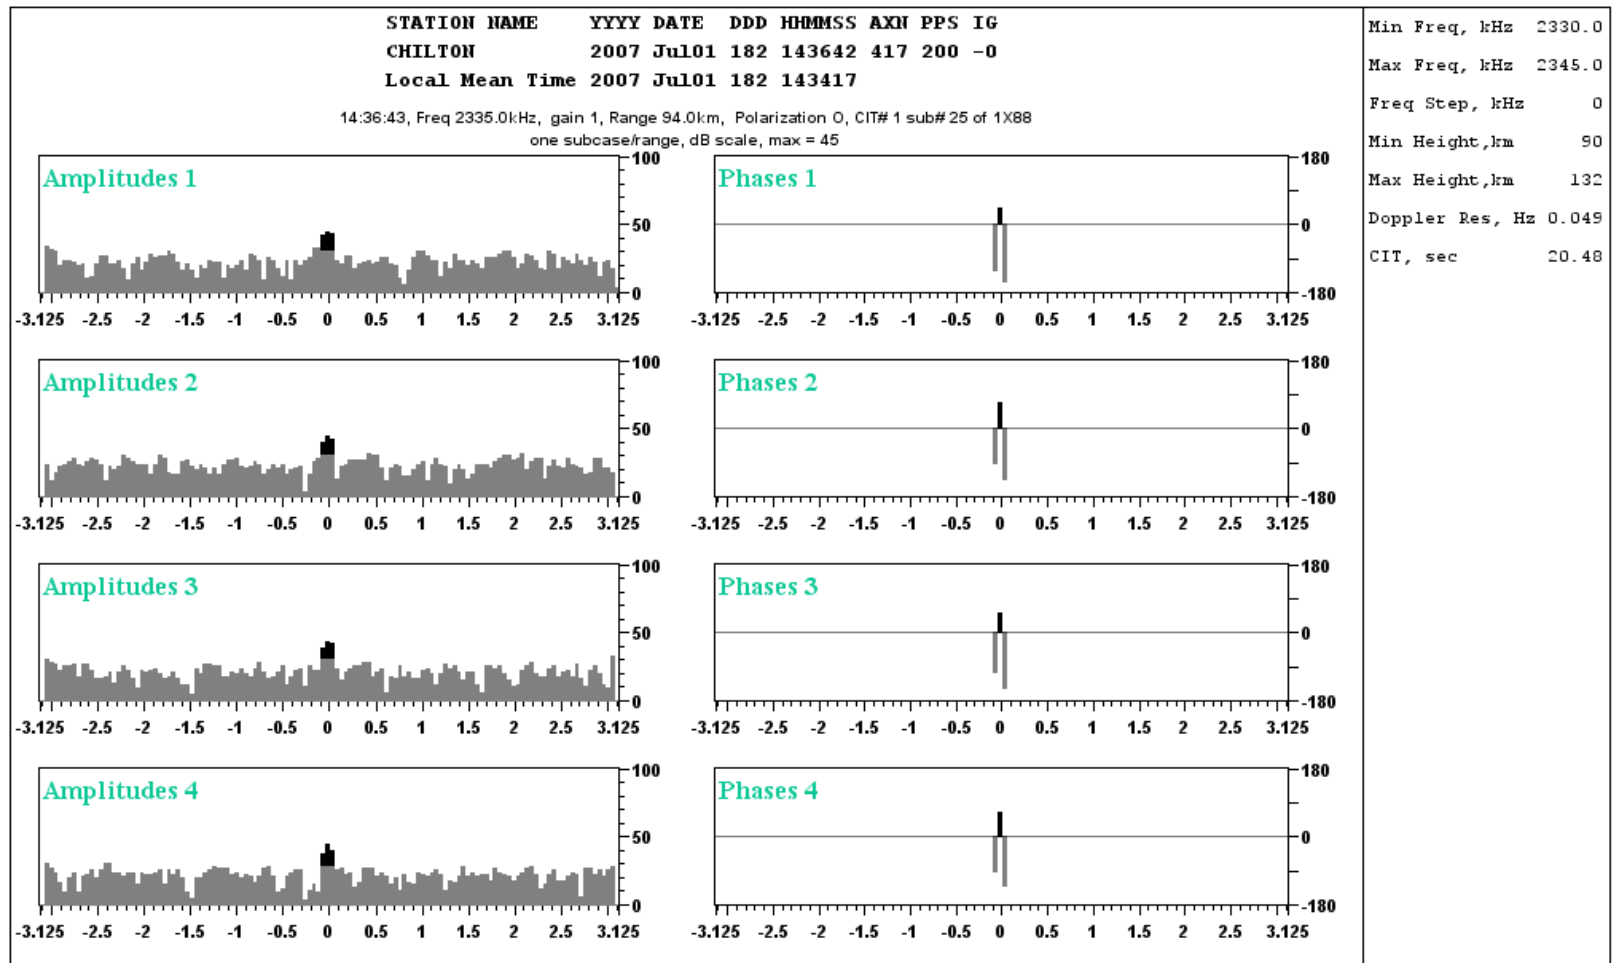 STATION NAME YYYY DATE DDD HHMMSS AXN PPS IG
CHILTON 2007 Jul01 182 143642 417 200 -0
Local Mean Time 2007 Jul01 182 143417
14:36:43, Freq 2335.0kHz, gain 1, Range 94.0km, Polarization O, CIT# 1 sub# 25 of 1X88
one subcase/range, dB scale, max = 45
Amplitudes 1
100
50
0
-3.125 -2.5 -2 -1.5 -1 -0.5 0 0.5 1 1.5 2 2.5 3.125
Phases 1
180
0
-180
-3.125 -2.5 -2 -1.5 -1 -0.5 0 0.5 1 1.5 2 2.5 3.125
Amplitudes 2
100
50
0
-3.125 -2.5 -2 -1.5 -1 -0.5 0 0.5 1 1.5 2 2.5 3.125
Phases 2
180
0
-180
-3.125 -2.5 -2 -1.5 -1 -0.5 0 0.5 1 1.5 2 2.5 3.125
Amplitudes 3
100
50
0
-3.125 -2.5 -2 -1.5 -1 -0.5 0 0.5 1 1.5 2 2.5 3.125
Phases 3
180
0
-180
-3.125 -2.5 -2 -1.5 -1 -0.5 0 0.5 1 1.5 2 2.5 3.125
Amplitudes 4
100
50
0
-3.125 -2.5 -2 -1.5 -1 -0.5 0 0.5 1 1.5 2 2.5 3.125
Phases 4
180
0
-180
-3.125 -2.5 -2 -1.5 -1 -0.5 0 0.5 1 1.5 2 2.5 3.125
Min Freq, kHz 2330.0
Max Freq, kHz 2345.0
Freq Step, kHz 0
Min Height,km 90
Max Height,km 132
Doppler Res, Hz 0.049
CIT, sec 20.48